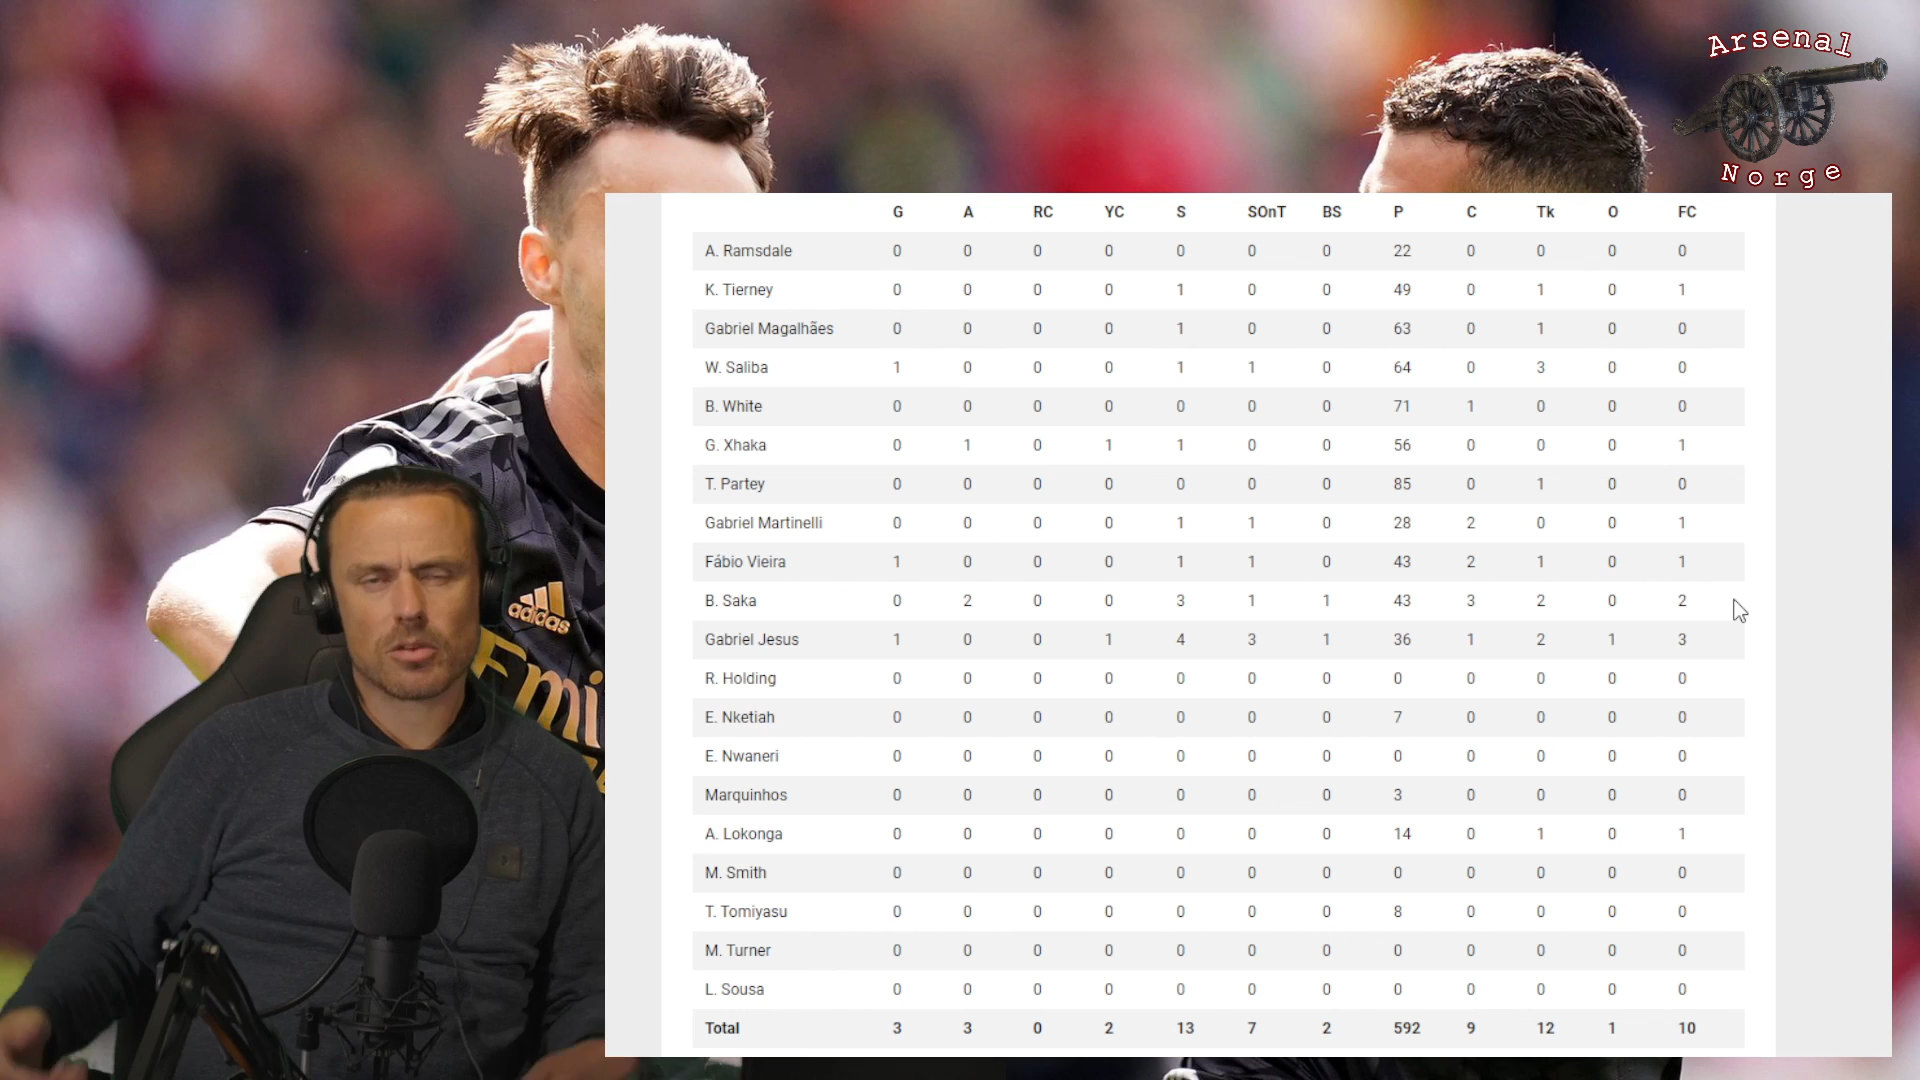 Arsenal
Norge
G A RC YC S SOnT BS P C Tk O FC
A. Ramsdale 0 0 0 0 0 0 0 22 0 0 0 0
K. Tierney 0 0 0 0 1 0 0 49 0 1 0 1
Gabriel Magalhães 0 0 0 0 1 0 0 63 0 1 0 0
W. Saliba 1 0 0 0 1 1 0 64 0 3 0 0
B. White 0 0 0 0 0 0 0 71 1 0 0 0
G. Xhaka 0 1 0 1 1 0 0 56 0 0 0 1
T. Partey 0 0 0 0 0 0 0 85 0 1 0 0
Gabriel Martinelli 0 0 0 0 1 1 0 28 2 0 0 1
Fábio Vieira 1 0 0 0 1 1 0 43 2 1 0 1
B. Saka 0 2 0 0 3 1 1 43 3 2 0 2
Gabriel Jesus 1 0 0 1 4 3 1 36 1 2 1 3
R. Holding 0 0 0 0 0 0 0 0 0 0 0 0
E. Nketiah 0 0 0 0 0 0 0 7 0 0 0 0
E. Nwaneri 0 0 0 0 0 0 0 0 0 0 0 0
Marquinhos 0 0 0 0 0 0 0 3 0 0 0 0
A. Lokonga 0 0 0 0 0 0 0 14 0 1 0 1
M. Smith 0 0 0 0 0 0 0 0 0 0 0 0
T. Tomiyasu 0 0 0 0 0 0 0 8 0 0 0 0
M. Turner 0 0 0 0 0 0 0 0 0 0 0 0
L. Sousa 0 0 0 0 0 0 0 0 0 0 0 0
Total 3 3 0 2 13 7 2 592 9 12 1 10
adidas
Emi